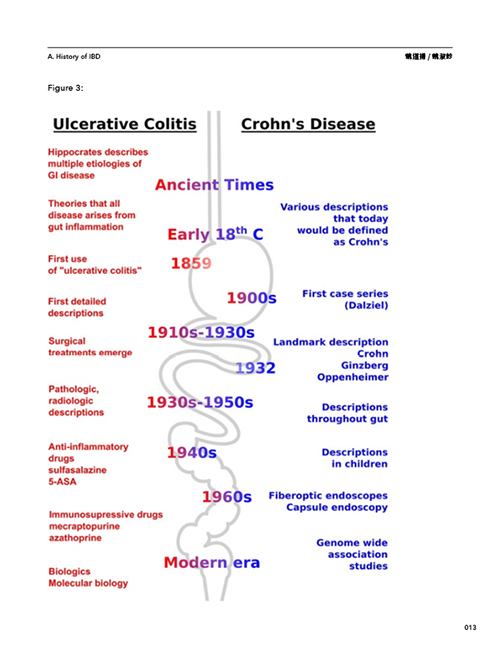 A. History of IBD
Figure 3:
Ulcerative Colitis
Crohn's Disease
Hippocrates describes
multiple etiologies of
GI disease
Ancient Times
Theories that all
disease arises from
gut inflammation
Various descriptions
that today
would be defined
as Crohn's
Early 18th C
First use
of "ulcerative colitis"
1859
First detailed
descriptions
1900s
First case series
(Dalziel)
1910s-1930s
Surgical
treatments emerge
Landmark description
Crohn
Ginzberg
Oppenheimer
1932
Pathologic,
radiologic
descriptions
1930s-1950s
Descriptions
throughout gut
Anti-inflammatory
drugs
sulfasalazine
5-ASA
1940s
Descriptions
in children
1960s
Fiberoptic endoscopes
Capsule endoscopy
Immunosupressive drugs
mecraptopurine
azathoprine
Genome wide
association
studies
Modern era
Biologics
Molecular biology
013